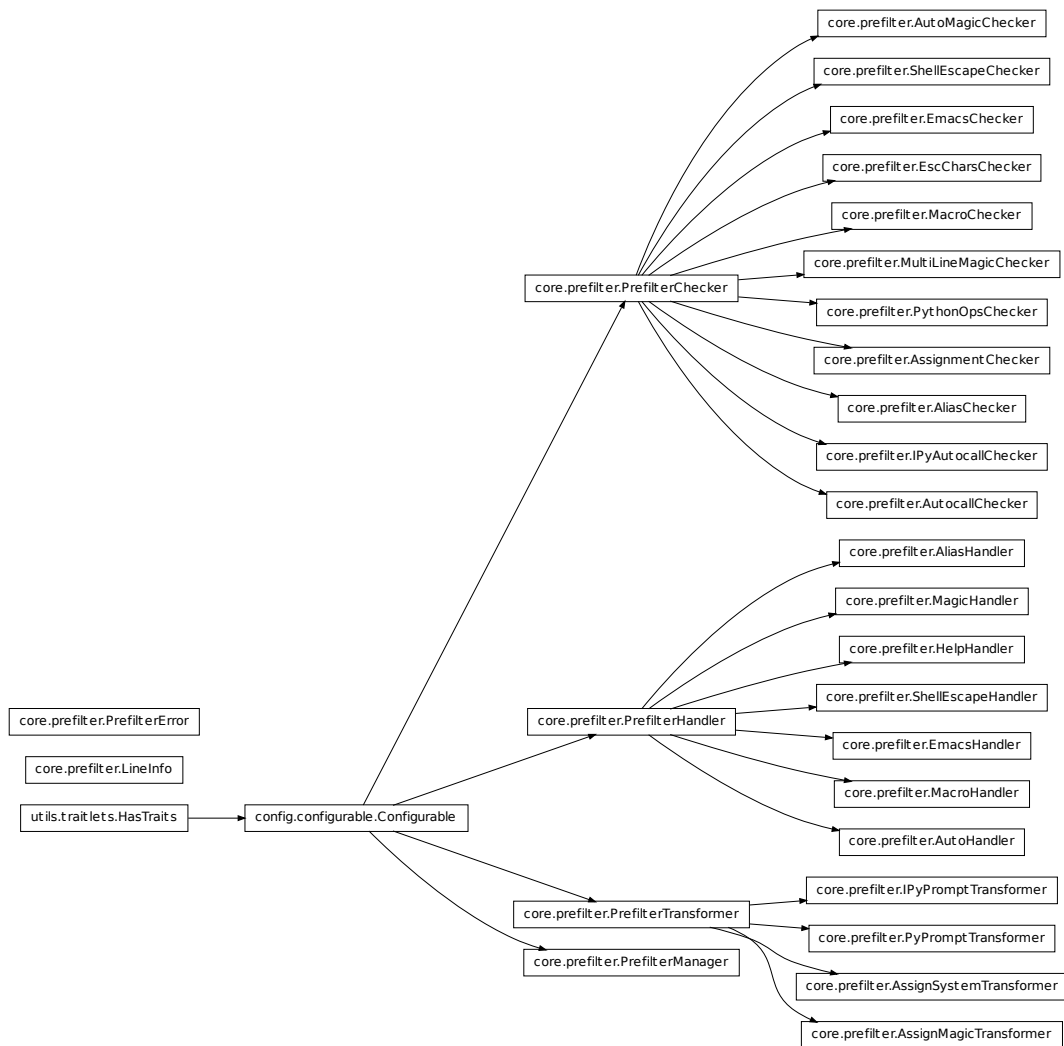 core.prefilter.AutoMagicChecker
core.prefilter.ShellEscapeChecker
core.prefilter.EmacsChecker
core.prefilter.EscCharsChecker
core.prefilter.MacroChecker
core.prefilter.MultiLineMagicChecker
core.prefilter.PrefilterChecker
core.prefilter.PythonOpsChecker
core.prefilter.AssignmentChecker
core.prefilter.AliasChecker
core.prefilter.IPyAutocallChecker
core.prefilter.AutocallChecker
core.prefilter.AliasHandler
core.prefilter.MagicHandler
core.prefilter.HelpHandler
core.prefilter.ShellEscapeHandler
core.prefilter.PrefilterError
core.prefilter.PrefilterHandler
core.prefilter.EmacsHandler
core.prefilter.LineInfo
core.prefilter.MacroHandler
utils.traitlets.HasTraits
config.configurable.Configurable
core.prefilter.AutoHandler
core.prefilter.IPyPromptTransformer
core.prefilter.PrefilterTransformer
core.prefilter.PyPromptTransformer
core.prefilter.PrefilterManager
core.prefilter.AssignSystemTransformer
core.prefilter.AssignMagicTransformer